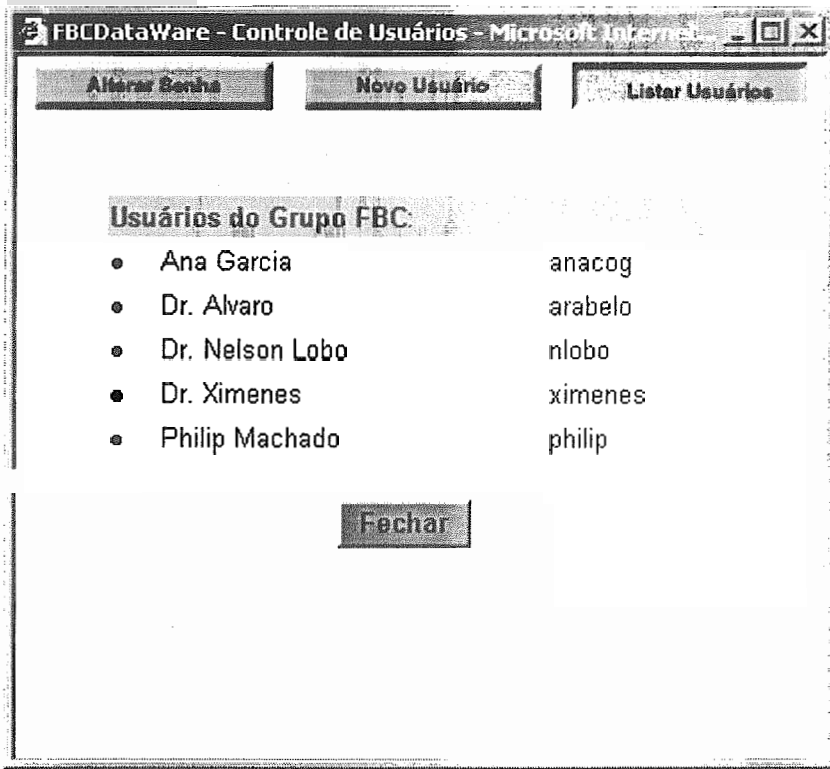 FBCDataWare - Controle de Usuários - Microsoft Internet...
Alterar Senha Novo Usuário Listar Usuários
Usuários do Grupo FBC:
• Ana Garcia anacog
• Dr. Alvaro arabelo
• Dr. Nelson Lobo nlobo
• Dr. Ximenes ximenes
• Philip Machado philip
Fechar